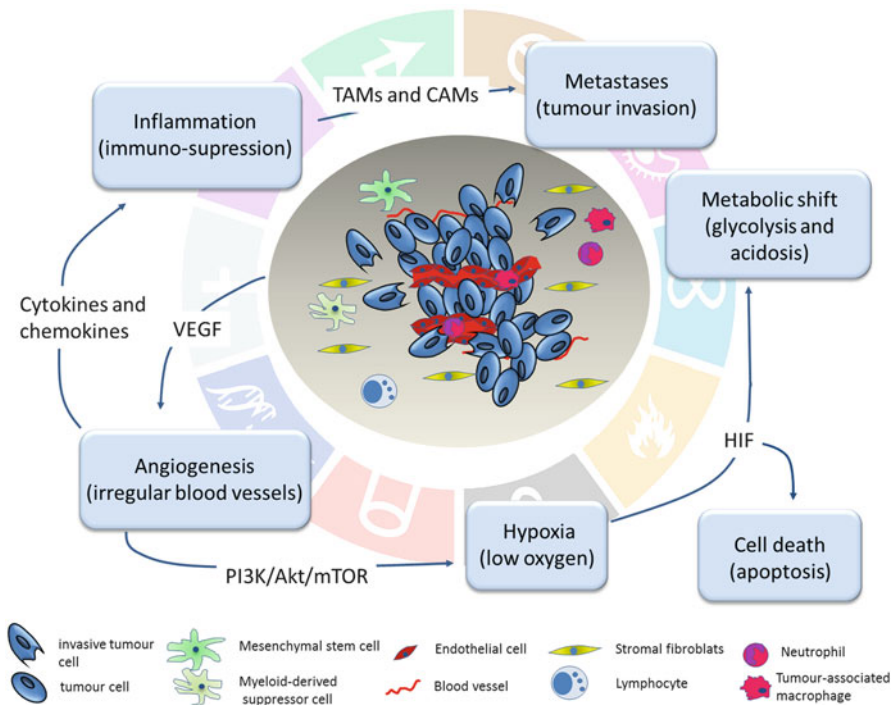 TAMs and CAMs
Metastases
(tumour invasion)
Inflammation
(immuno-supression)
Metabolic shift
(glycolysis and
acidosis)
Cytokines and
chemokines
VEGF
HIF
Angiogenesis
(irregular blood vessels)
Hypoxia
(low oxygen)
Cell death
(apoptosis)
PI3K/Akt/mTOR
invasive tumour
cell
Mesenchymal stem cell
Endothelial cell
Stromal fibroblats
Neutrophil
tumour cell
Myeloid-derived
suppressor cell
Blood vessel
Lymphocyte
Tumour-associated
macrophage